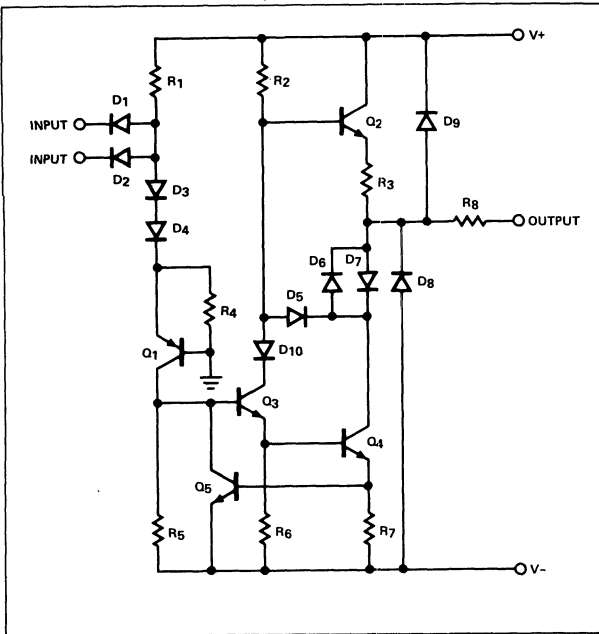 V+
R1
R2
D1
INPUT
Q2
D9
INPUT
D2
D3
R3
R8
OUTPUT
D4
D6
D7
D8
R4
D5
Q1
D10
Q3
Q4
Q5
R5
R6
R7
V-